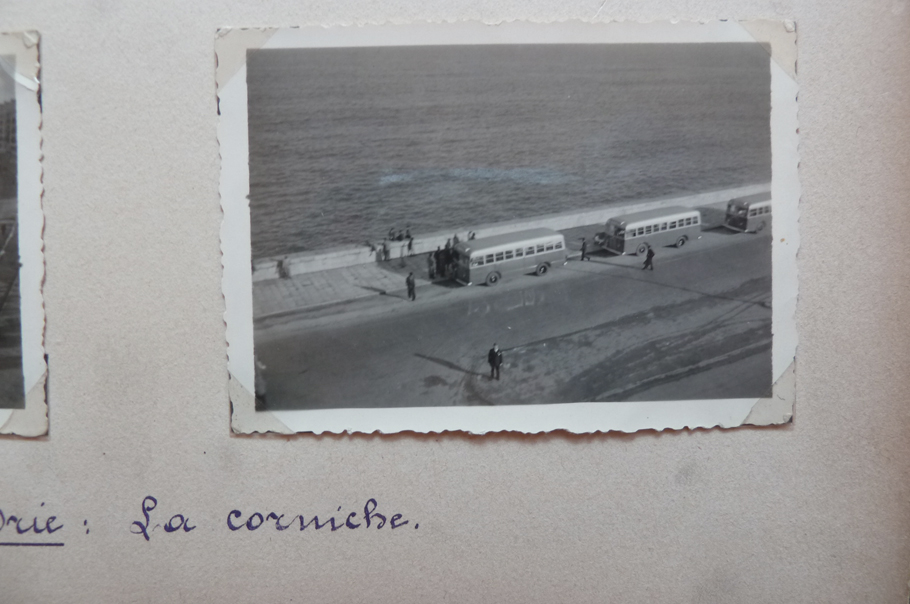 drie : La corniche.